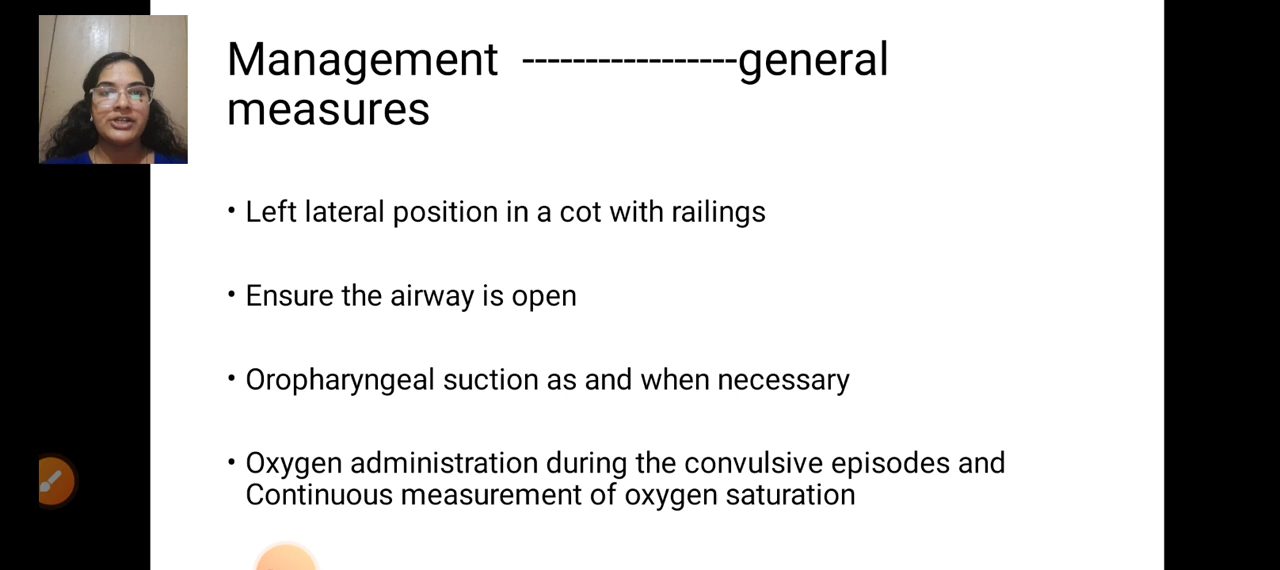 Management -----------------general
measures
• Left lateral position in a cot with railings
• Ensure the airway is open
• Oropharyngeal suction as and when necessary
• Oxygen administration during the convulsive episodes and
Continuous measurement of oxygen saturation